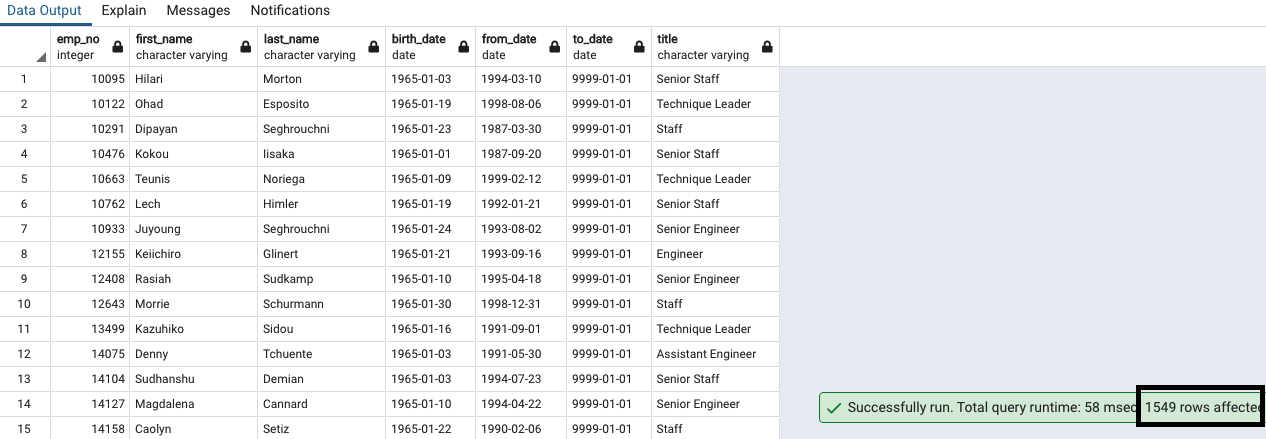 Data Output Explain Messages Notifications
emp_no first_name last_name birth_date from_date to_date title
integer character varying character varying date date date character varying
1 10095 Hilari Morton 1965-01-03 1994-03-10 9999-01-01 Senior Staff
2 10122 Ohad Esposito 1965-01-19 1998-08-06 9999-01-01 Technique Leader
3 10291 Dipayan Seghrouchni 1965-01-23 1987-03-30 9999-01-01 Staff
4 10476 Kokou Iisaka 1965-01-01 1987-09-20 9999-01-01 Senior Staff
5 10663 Teunis Noriega 1965-01-09 1999-02-12 9999-01-01 Technique Leader
6 10762 Lech Himler 1965-01-19 1992-01-21 9999-01-01 Senior Staff
7 10933 Juyoung Seghrouchni 1965-01-24 1993-08-02 9999-01-01 Senior Engineer
8 12155 Keiichiro Glinert 1965-01-21 1993-09-16 9999-01-01 Engineer
9 12408 Rasiah Sudkamp 1965-01-10 1995-04-18 9999-01-01 Senior Engineer
10 12643 Morrie Schurmann 1965-01-30 1998-12-31 9999-01-01 Staff
11 13499 Kazuhiko Sidou 1965-01-16 1991-09-01 9999-01-01 Technique Leader
12 14075 Denny Tchuente 1965-01-03 1991-05-30 9999-01-01 Assistant Engineer
13 14104 Sudhanshu Demian 1965-01-03 1994-07-23 9999-01-01 Senior Staff
14 14127 Magdalena Cannard 1965-01-10 1994-04-22 9999-01-01 Senior Engineer
Successfully run. Total query runtime: 58 msec 1549 rows affected
15 14158 Caolyn Setiz 1965-01-22 1990-02-06 9999-01-01 Staff